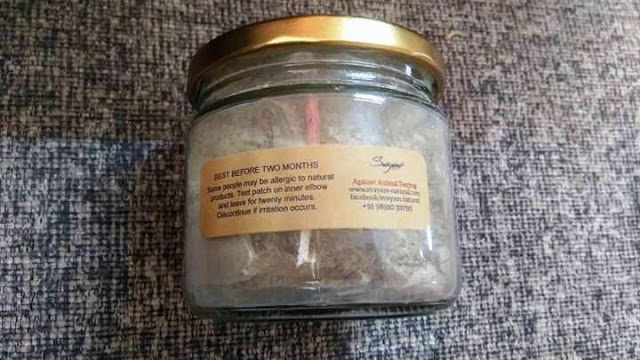 BEST BEFORE TWO MONTHS
Some people may be allergic to natural
products. Test patch on inner elbow
and leave for twenty minutes.
Discontinue if irritation occurs.
Svayam
Against Animal Testing
www.svayam-natural.com
facebook/svayam.natural